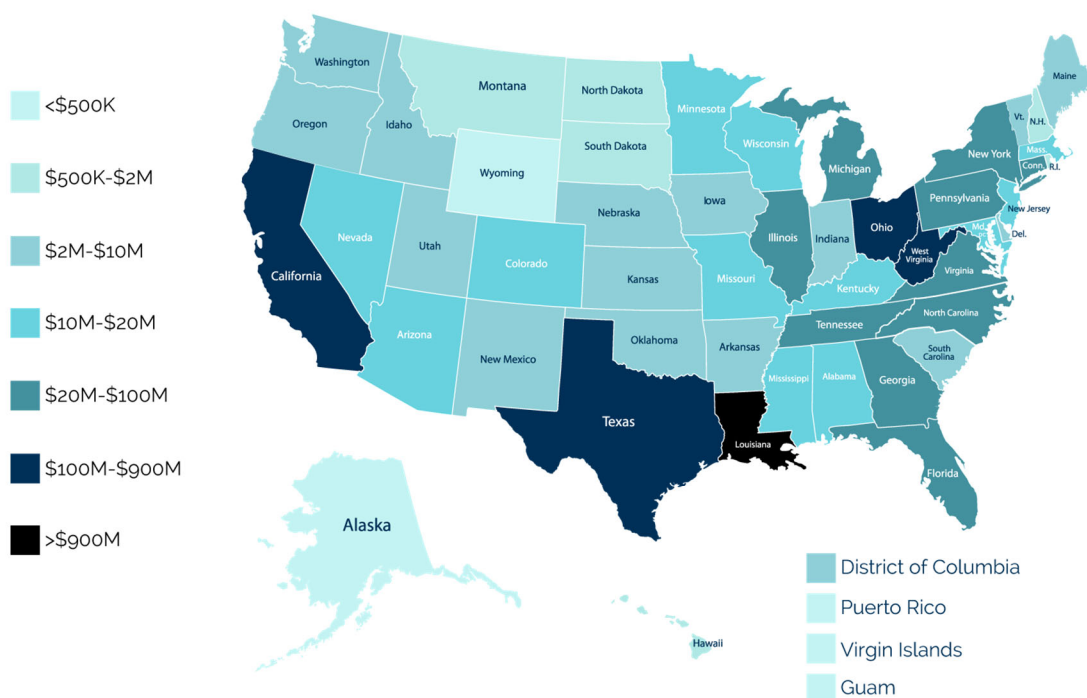 <$500K
$500K-$2M
$2M-$10M
$10M-$20M
$20M-$100M
$100M-$900M
>$900M
Washington
Oregon
Idaho
Montana
North Dakota
South Dakota
Wyoming
Minnesota
Wisconsin
Michigan
Maine
Vt.
N.H.
New York
Mass.
Conn.
R.I.
Pennsylvania
New Jersey
California
Nevada
Utah
Colorado
Nebraska
Iowa
Kansas
Missouri
Illinois
Indiana
Ohio
West
Virginia
Md.
DC
Del.
Virginia
Kentucky
North Carolina
Tennessee
South
Carolina
Arizona
New Mexico
Oklahoma
Arkansas
Texas
Louisiana
Mississippi
Alabama
Georgia
Florida
Alaska
Hawaii
District of Columbia
Puerto Rico
Virgin Islands
Guam